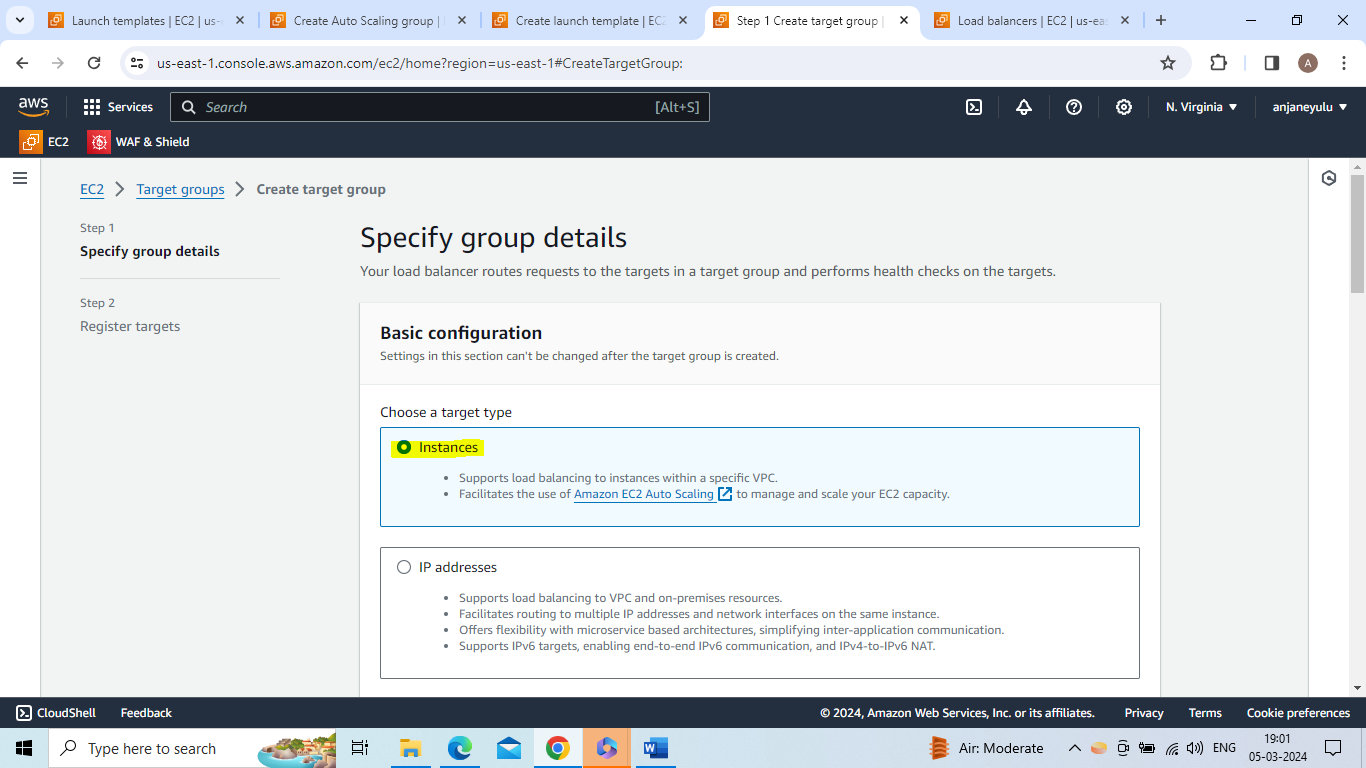 Launch templates | EC2 | us-
Create Auto Scaling group |
Create launch template | EC2
Step 1 Create target group |
Load balancers | EC2 | us-eas
us-east-1.console.aws.amazon.com/ec2/home?region=us-east-1#CreateTargetGroup:
A
aws
Services
Search
[Alt+S]
N. Virginia
anjaneyulu
EC2
WAF & Shield
EC2
Target groups
Create target group
Step 1
Specify group details
Step 2
Register targets
Specify group details
Your load balancer routes requests to the targets in a target group and performs health checks on the targets.
Basic configuration
Settings in this section can't be changed after the target group is created.
Choose a target type
Instances
• Supports load balancing to instances within a specific VPC.
• Facilitates the use of Amazon EC2 Auto Scaling to manage and scale your EC2 capacity.
IP addresses
• Supports load balancing to VPC and on-premises resources.
• Facilitates routing to multiple IP addresses and network interfaces on the same instance.
• Offers flexibility with microservice based architectures, simplifying inter-application communication.
• Supports IPv6 targets, enabling end-to-end IPv6 communication, and IPv4-to-IPv6 NAT.
CloudShell
Feedback
© 2024, Amazon Web Services, Inc. or its affiliates.
Privacy
Terms
Cookie preferences
Type here to search
Air: Moderate
ENG
19:01
05-03-2024